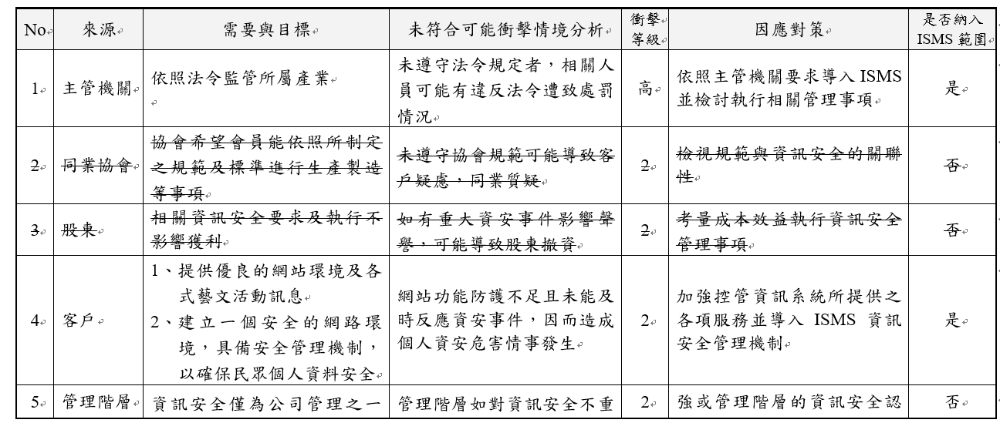 No 來源 需要與目標 未符合可能衝擊情境分析 衝擊等級 因應對策 是否納入 ISMS 範圍
1 主管機關
依照法令監管所屬產業
未遵守法令規定者，相關人
員可能有違反法令遭致處罰
情況
高
依照主管機關要求導入 ISMS
並檢討執行相關管理事項
是
2 同業協會
協會希望會員能依照所制定
之規範及標準進行生產製造
等事項
未遵守協會規範可能導致客
戶疑慮，同業質疑
2
檢視規範與資訊安全的關聯
性
否
3 股東
相關資訊安全要求及執行不
影響獲利
如有重大資安事件影響聲
譽，可能導致股東撤資
2
考量成本效益執行資訊安全
管理事項
否
4 客戶
1、提供優良的網站環境及各
式藝文活動訊息
2、建立一個安全的網路環
境，具備安全管理機制，
以確保民眾個人資料安全
網站功能防護不足且未能及
時反應資安事件，因而造成
個人資安危害情事發生
2
加強控管資訊系統所提供之
各項服務並導入 ISMS 資訊
安全管理機制
是
5 管理階層
資訊安全僅為公司管理之一
管理階層如對資訊安全不重
2
強或管理階層的資訊安全認
否